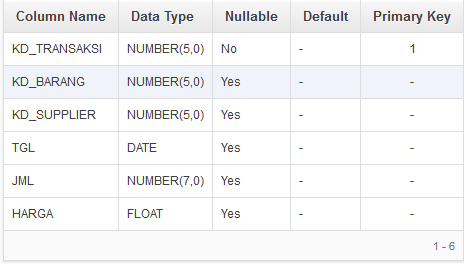 Column Name Data Type Nullable Default Primary Key
KD_TRANSAKSI NUMBER(5,0) No - 1
KD_BARANG NUMBER(5,0) Yes - -
KD_SUPPLIER NUMBER(5,0) Yes - -
TGL DATE Yes - -
JML NUMBER(7,0) Yes - -
HARGA FLOAT Yes - -
1 - 6